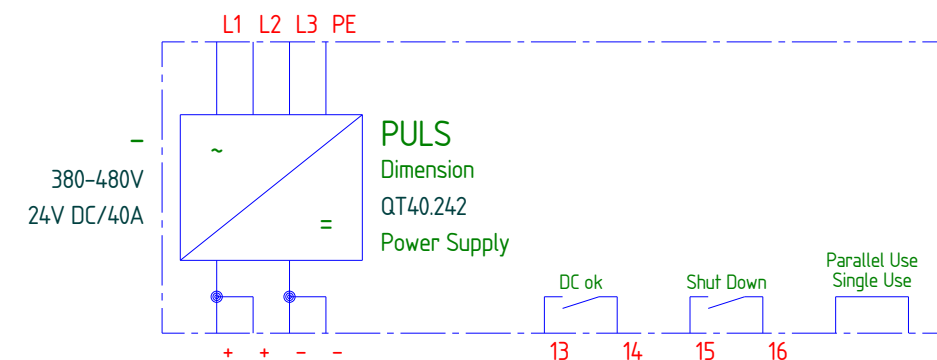 L1 L2 L3 PE
–
380-480V
24V DC/40A
~
=
PULS
Dimension
QT40.242
Power Supply
DC ok
Shut Down
Parallel Use
Single Use
+ + – –
13 14 15 16